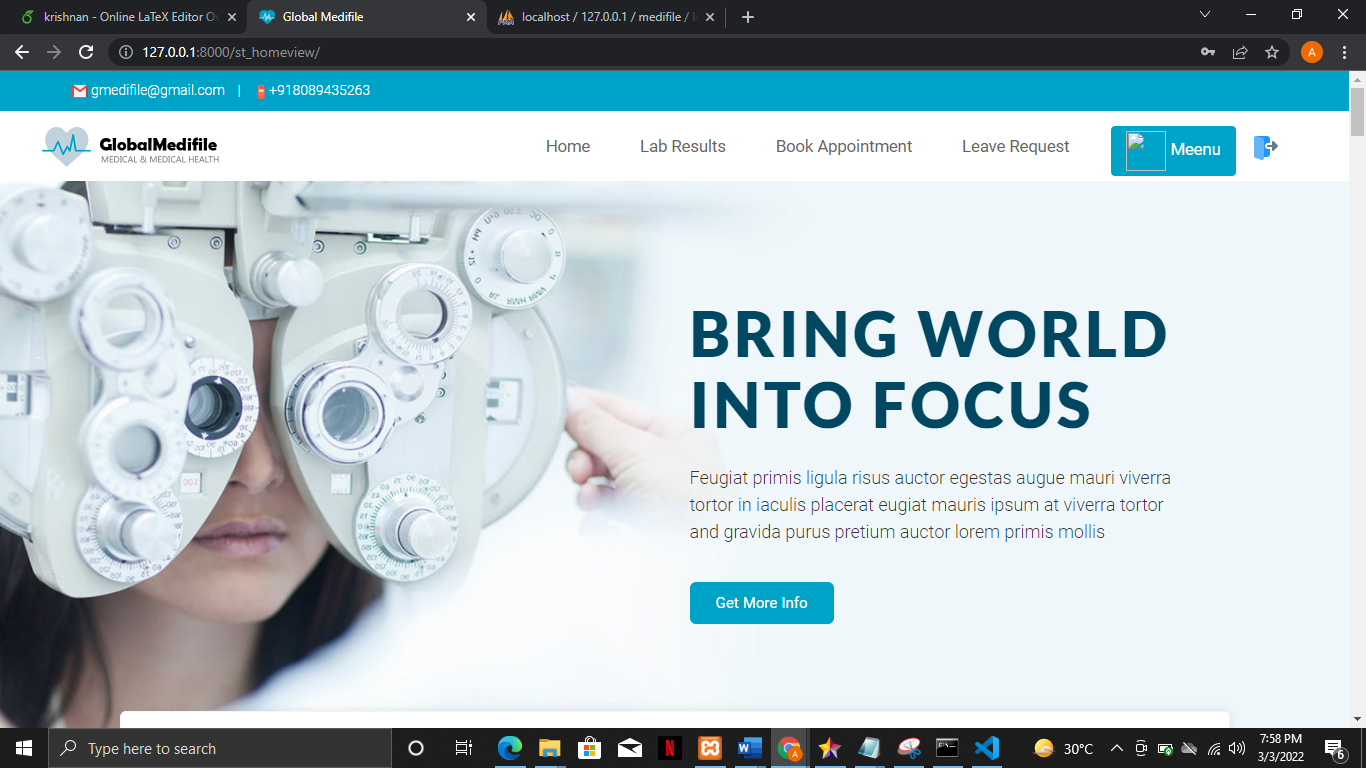 krishnan - Online LaTeX Editor Ov
Global Medifile
localhost / 127.0.0.1 / medifile / l
127.0.0.1:8000/st_homeview/
A
gmedifile@gmail.com | +918089435263
GlobalMedifile
MEDICAL & MEDICAL HEALTH
Home
Lab Results
Book Appointment
Leave Request
Meenu
BRING WORLD
INTO FOCUS
Feugiat primis ligula risus auctor egestas augue mauri viverra
tortor in iaculis placerat eugiat mauris ipsum at viverra tortor
and gravida purus pretium auctor lorem primis mollis
Get More Info
Type here to search
30°C
7:58 PM
3/3/2022
6